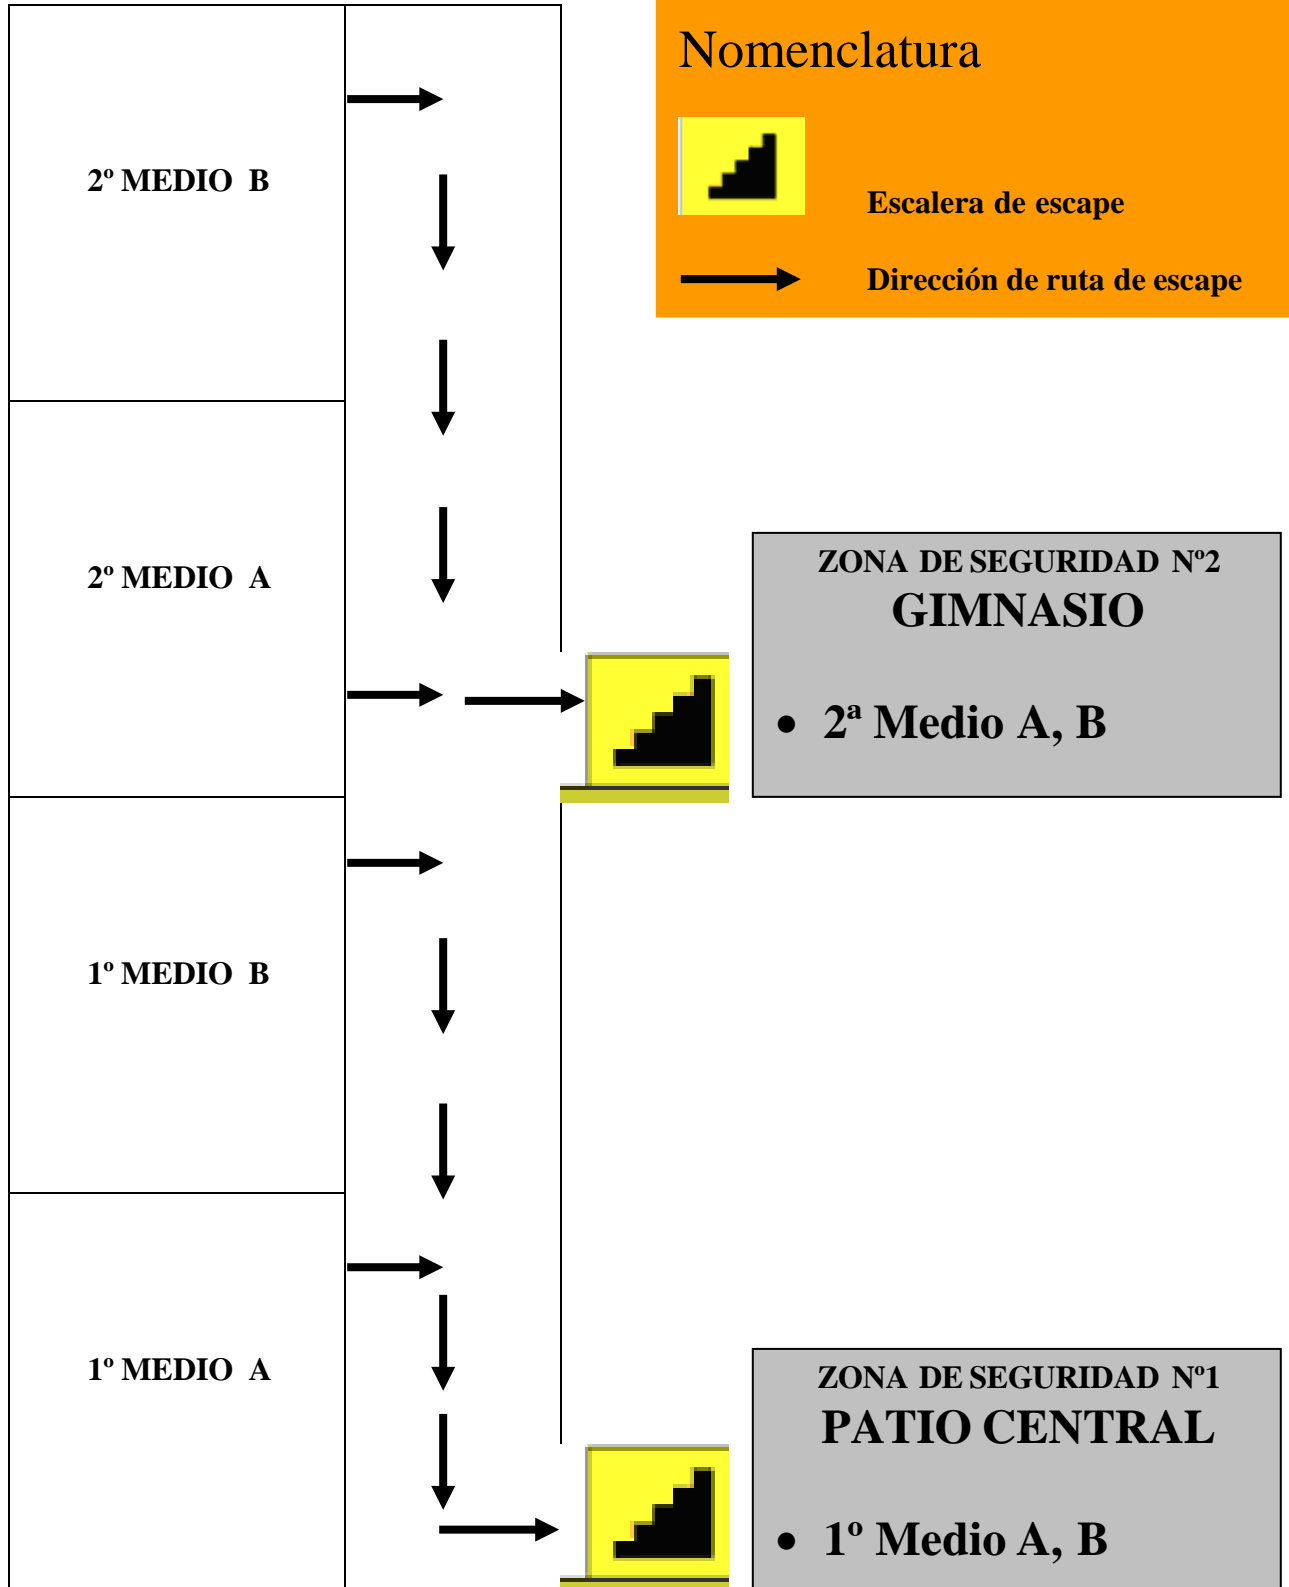 Nomenclatura
Escalera de escape
Dirección de ruta de escape
2º MEDIO B
2º MEDIO A
ZONA DE SEGURIDAD Nº2
GIMNASIO
• 2ª Medio A, B
1º MEDIO B
1º MEDIO A
ZONA DE SEGURIDAD Nº1
PATIO CENTRAL
• 1º Medio A, B